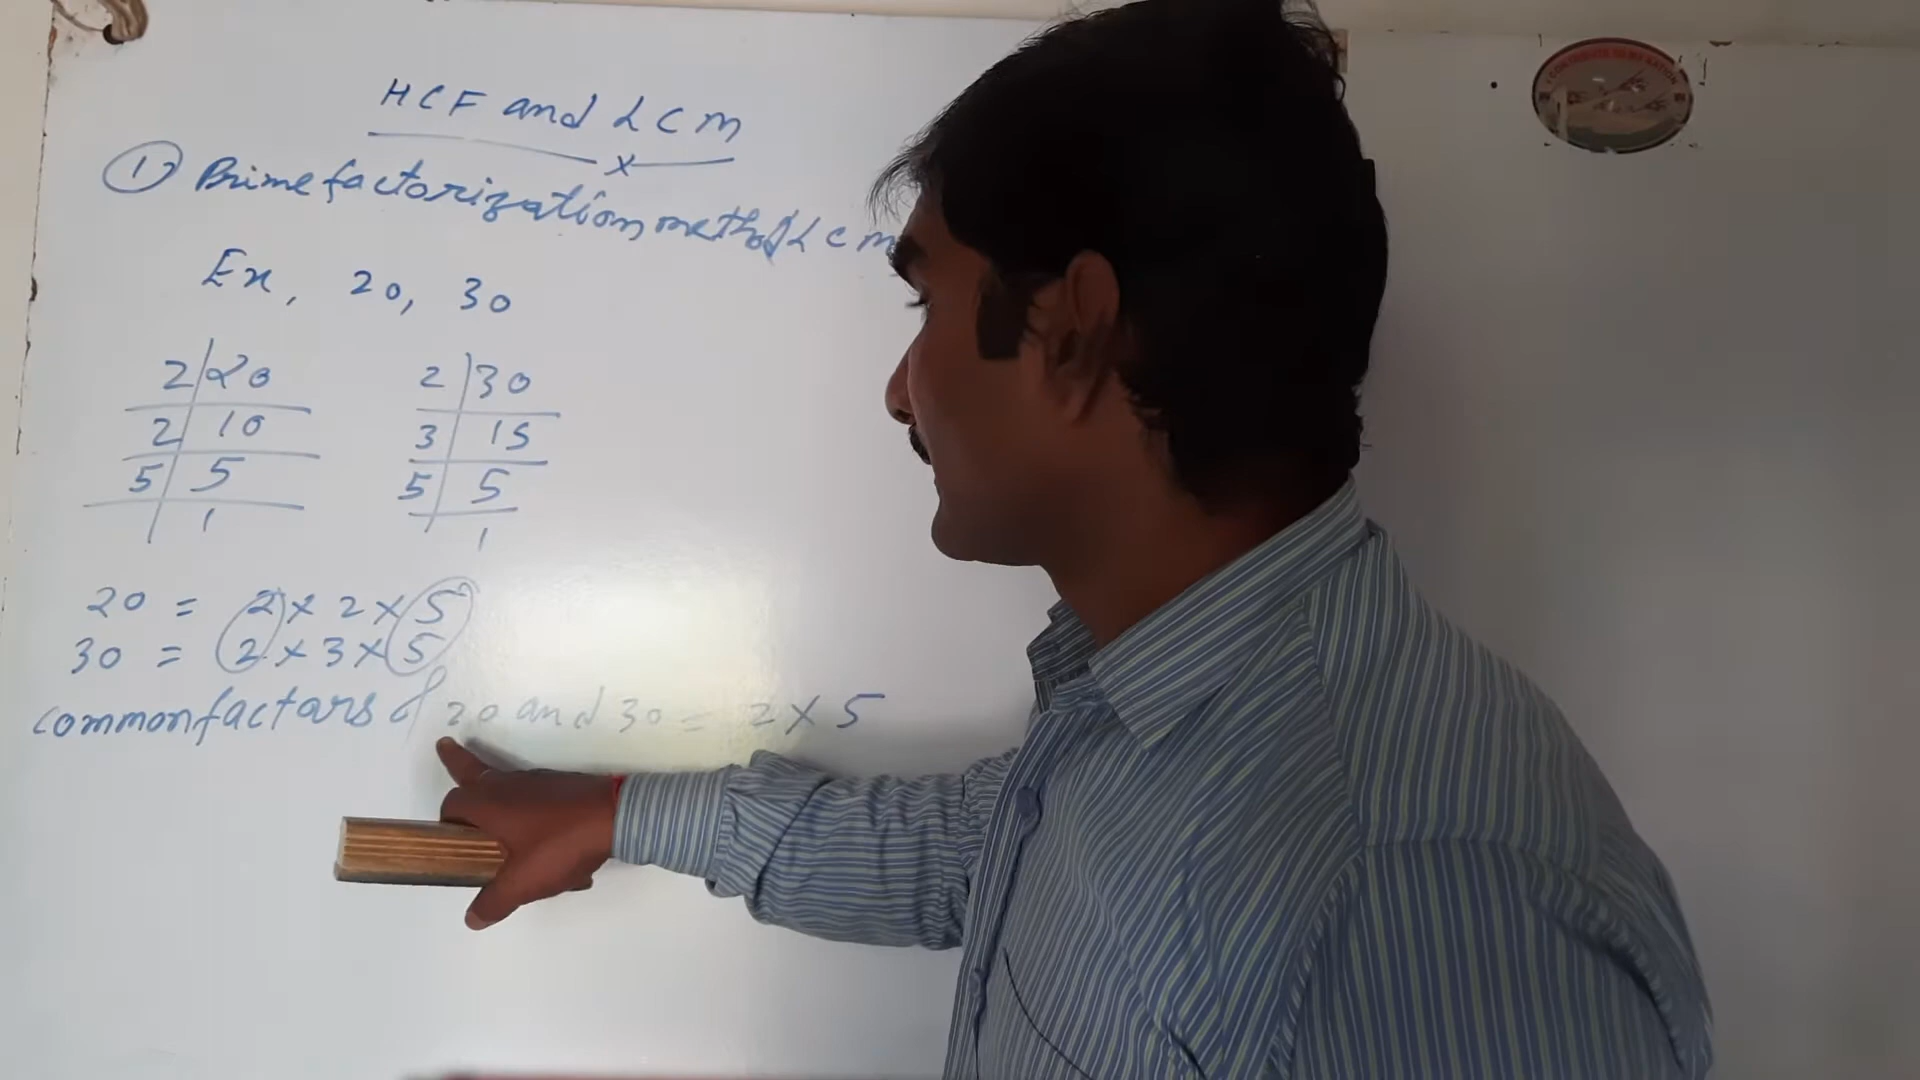 HCF and LCM
x
1 Prime factorization method LCM
Ex, 20, 30
2 20 2 30
2 10 3 15
5 5 5 5
1 1
20 = 2 x 2 x 5
30 = 2 x 3 x 5
common factors of 20 and 30 = 2 x 5